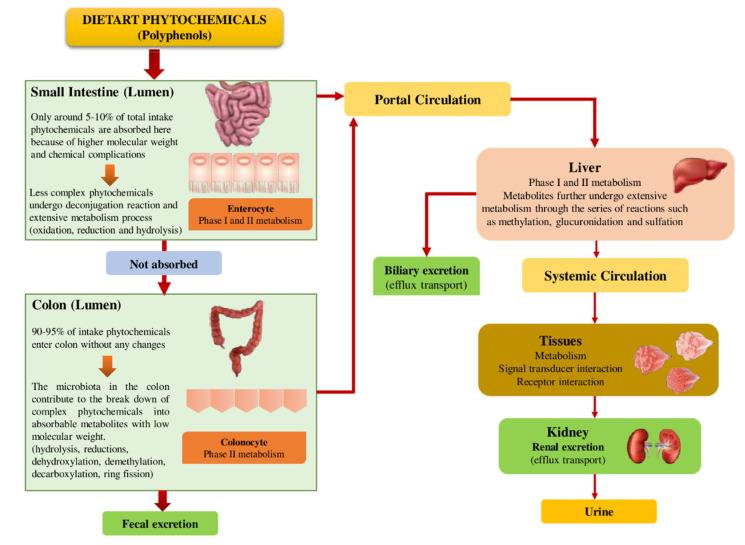 DIETART PHYTOCHEMICALS
(Polyphenols)
Small Intestine (Lumen)
Only around 5-10% of total intake
phytochemicals are absorbed here
because of higher molecular weight
and chemical complications
Less complex phytochemicals
undergo deconjugation reaction and
extensive metabolism process
(oxidation, reduction and hydrolysis)
Enterocyte
Phase I and II metabolism
Not absorbed
Colon (Lumen)
90-95% of intake phytochemicals
enter colon without any changes
The microbiota in the colon
contribute to the break down of
complex phytochemicals into
absorbable metabolites with low
molecular weight.
(hydrolysis, reductions,
dehydroxylation, demethylation,
decarboxylation, ring fission)
Colonocyte
Phase II metabolism
Fecal excretion
Portal Circulation
Liver
Phase I and II metabolism
Metabolites further undergo extensive
metabolism through the series of reactions such
as methylation, glucuronidation and sulfation
Biliary excretion
(efflux transport)
Systemic Circulation
Tissues
Metabolism
Signal transducer interaction
Receptor interaction
Kidney
Renal excretion
(efflux transport)
Urine